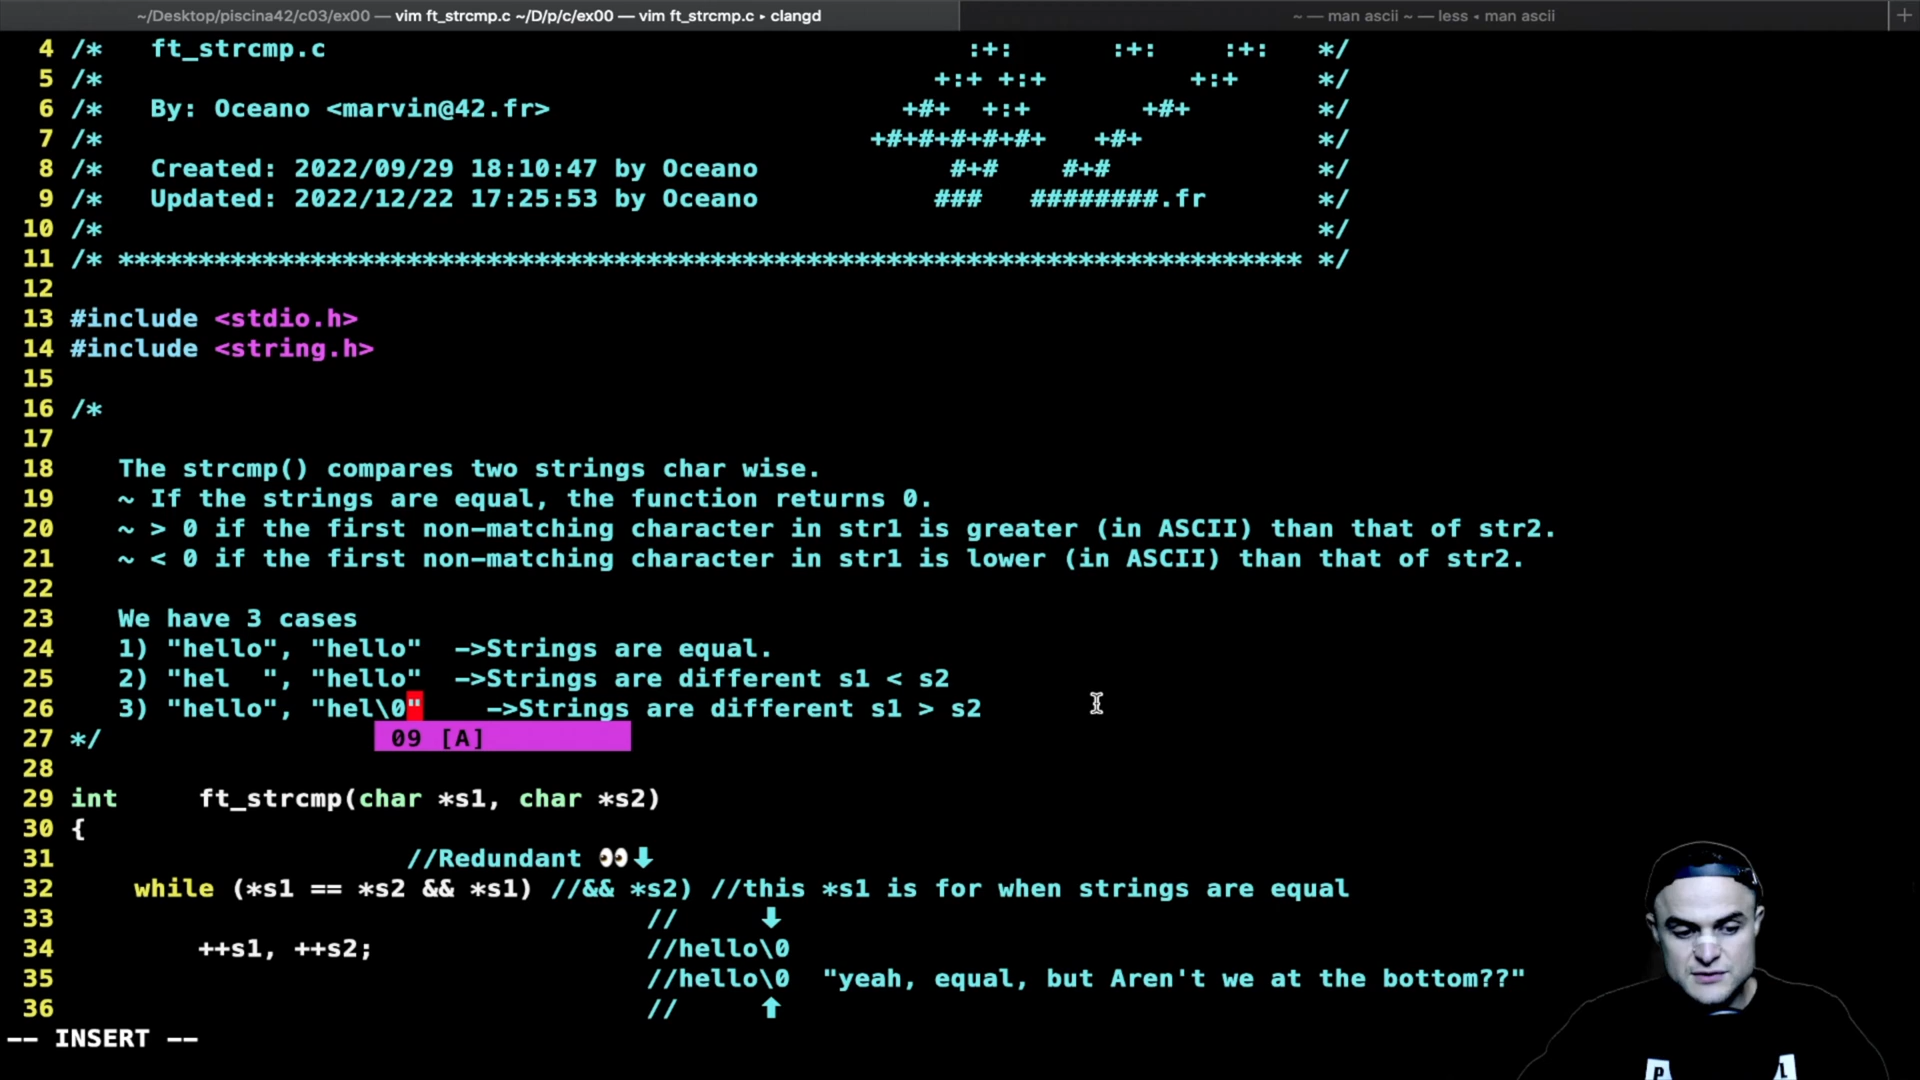 ~/Desktop/piscina42/c03/ex00 — vim ft_strcmp.c ~/D/p/c/ex00 — vim ft_strcmp.c ▸ clangd
~ — man ascii ~ — less ◂ man ascii
4 /*   ft_strcmp.c                                        :+:      :+:    :+:   */
5 /*                                                    +:+ +:+         +:+     */
6 /*   By: Oceano <marvin@42.fr>                      +#+  +:+       +#+        */
7 /*                                                +#+#+#+#+#+   +#+           */
8 /*   Created: 2022/09/29 18:10:47 by Oceano            #+#    #+#             */
9 /*   Updated: 2022/12/22 17:25:53 by Oceano           ###   ########.fr       */
10 /*                                                                            */
11 /* ************************************************************************** */
12
13 #include <stdio.h>
14 #include <string.h>
15
16 /*
17
18    The strcmp() compares two strings char wise.
19    ~ If the strings are equal, the function returns 0.
20    ~ > 0 if the first non-matching character in str1 is greater (in ASCII) than that of str2.
21    ~ < 0 if the first non-matching character in str1 is lower (in ASCII) than that of str2.
22
23    We have 3 cases
24    1) "hello", "hello"  ->Strings are equal.
25    2) "hel  ", "hello"  ->Strings are different s1 < s2
26    3) "hello", "hel\0"    ->Strings are different s1 > s2
27 */                  09 [A]
28
29 int     ft_strcmp(char *s1, char *s2)
30 {
31                      //Redundant 👀⬇
32     while (*s1 == *s2 && *s1) //&& *s2) //this *s1 is for when strings are equal
33                                     //     ⬇
34         ++s1, ++s2;                 //hello\0
35                                     //hello\0  "yeah, equal, but Aren't we at the bottom??"
36                                     //     ⬆
-- INSERT --
P L